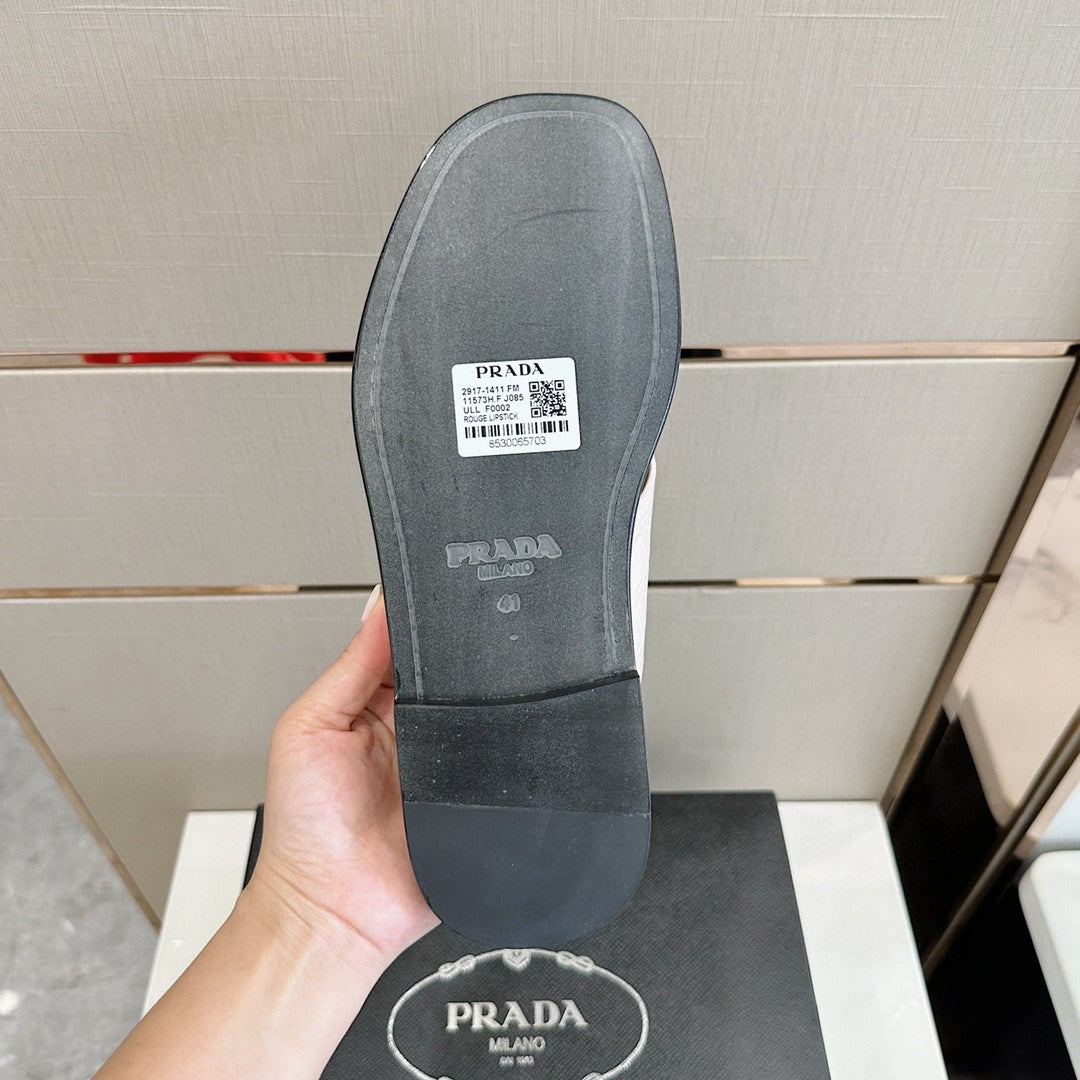 PRADA
2917-1411 FM
11573H.F J085
ULL F0002
ROUGE LIPSTICK
8530065703
PRADA
MILANO
41
PRADA
MILANO